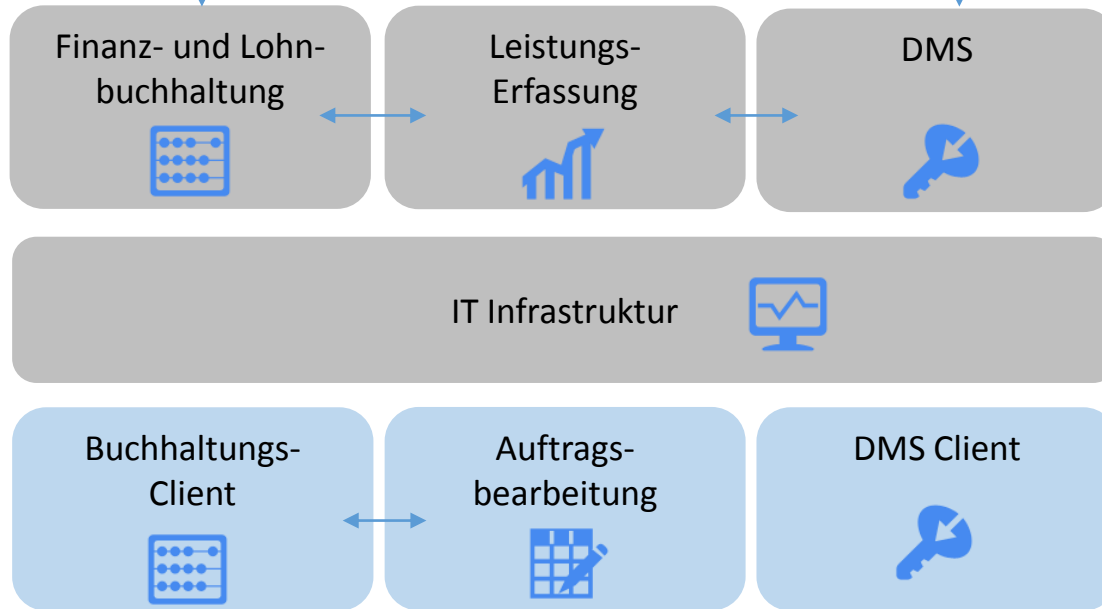 Finanz- und Lohn-
buchhaltung
Leistungs-
Erfassung
DMS
IT Infrastruktur
Buchhaltungs-
Client
Auftrags-
bearbeitung
DMS Client